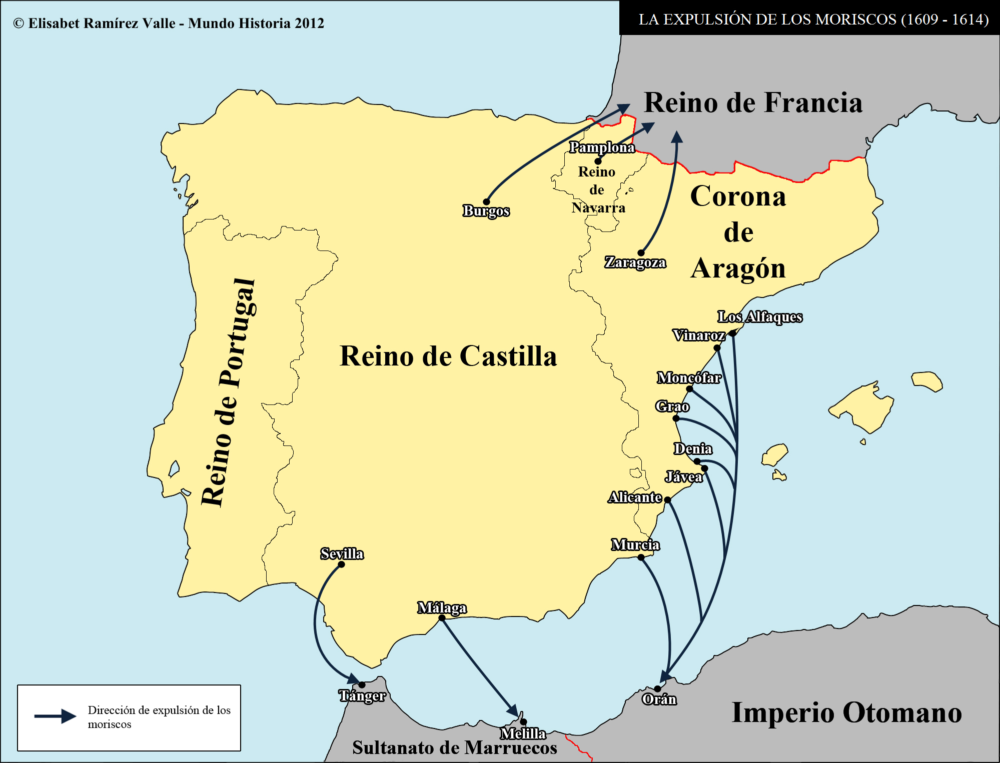 © Elisabet Ramírez Valle - Mundo Historia 2012
LA EXPULSIÓN DE LOS MORISCOS (1609 - 1614)
Reino de Francia
Pamplona
Reino
de
Navarra
Burgos
Corona
de
Aragón
Zaragoza
Reino de Portugal
Reino de Castilla
Los Alfaques
Vinaroz
Moncófar
Grao
Denia
Jávea
Alicante
Murcia
Sevilla
Málaga
Tánger
Melilla
Orán
Imperio Otomano
Sultanato de Marruecos
Dirección de expulsión de los
moriscos